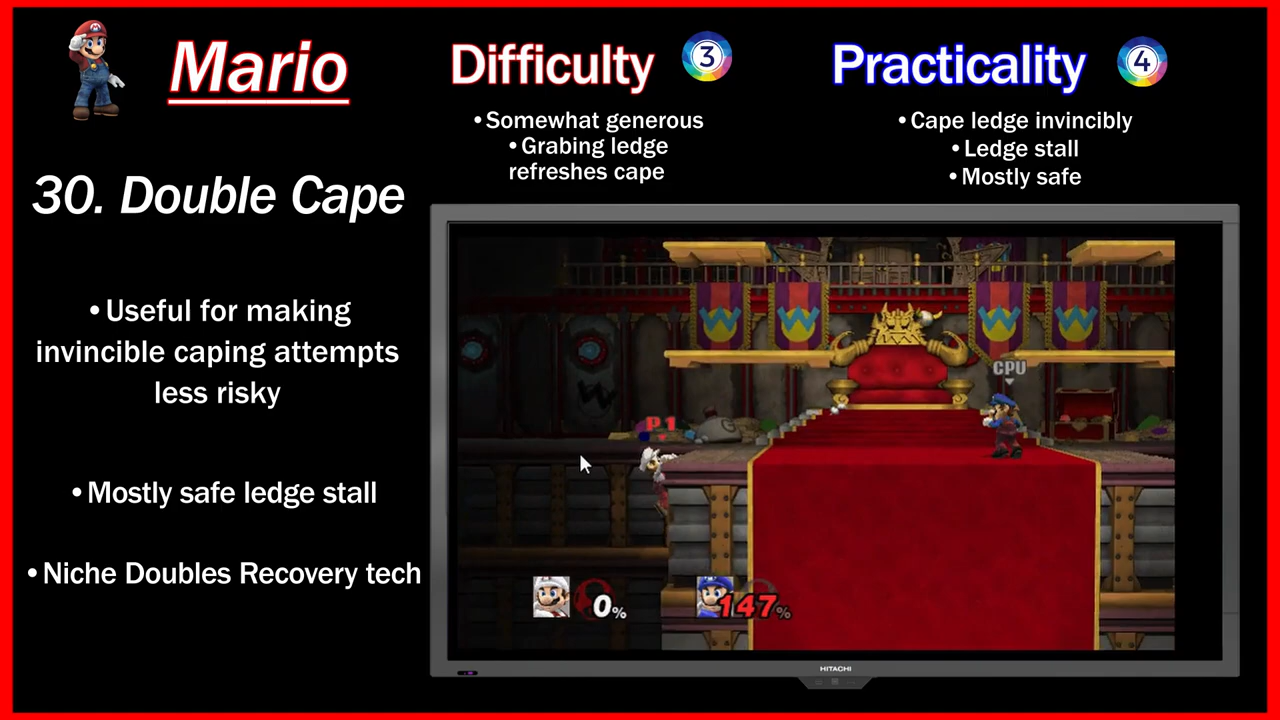 Mario
Difficulty
3
Practicality
4
•Somewhat generous
•Grabing ledge
refreshes cape
•Cape ledge invincibly
•Ledge stall
•Mostly safe
30. Double Cape
•Useful for making
invincible caping attempts
less risky
•Mostly safe ledge stall
•Niche Doubles Recovery tech
P1
CPU
0%
147%
HITACHI